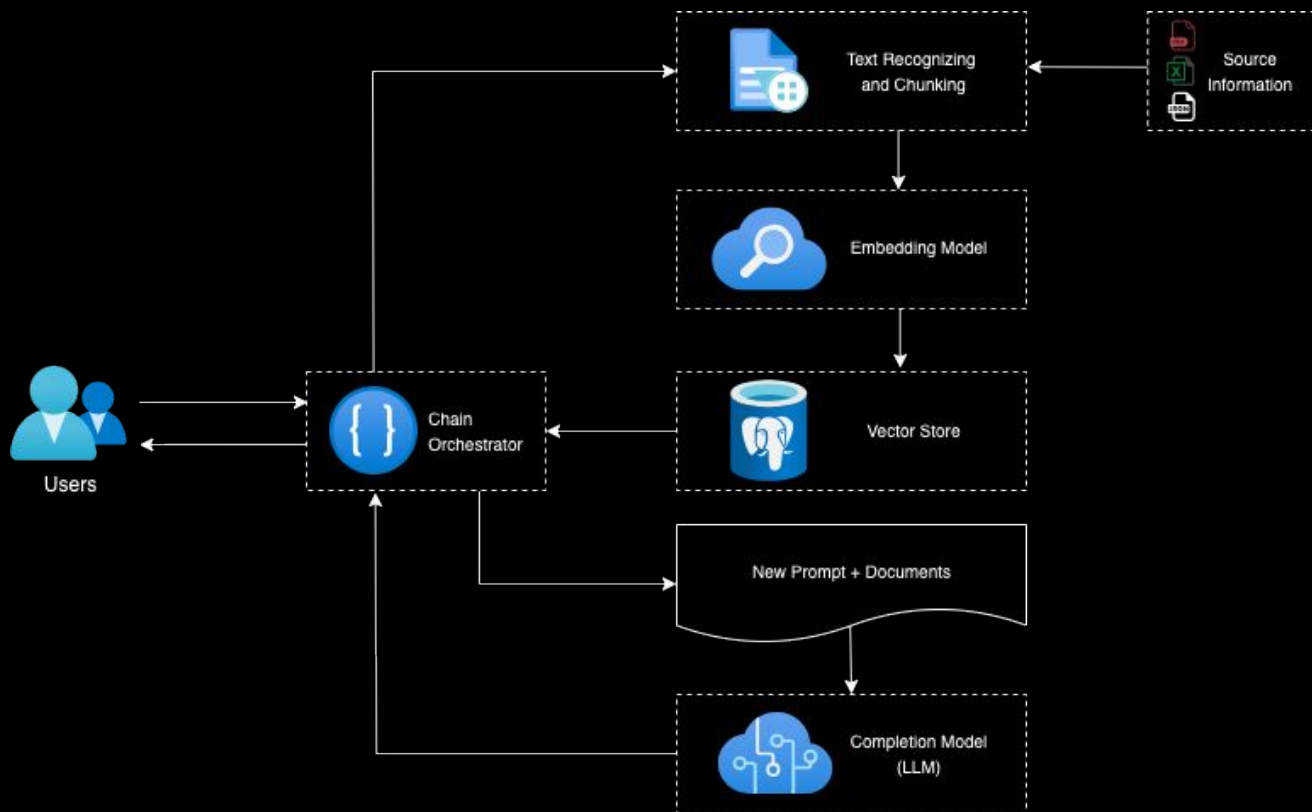 Text Recognizing
and Chunking
Source
Information
JSON
Embedding Model
Users
Chain
Orchestrator
Vector Store
New Prompt + Documents
Completion Model
(LLM)